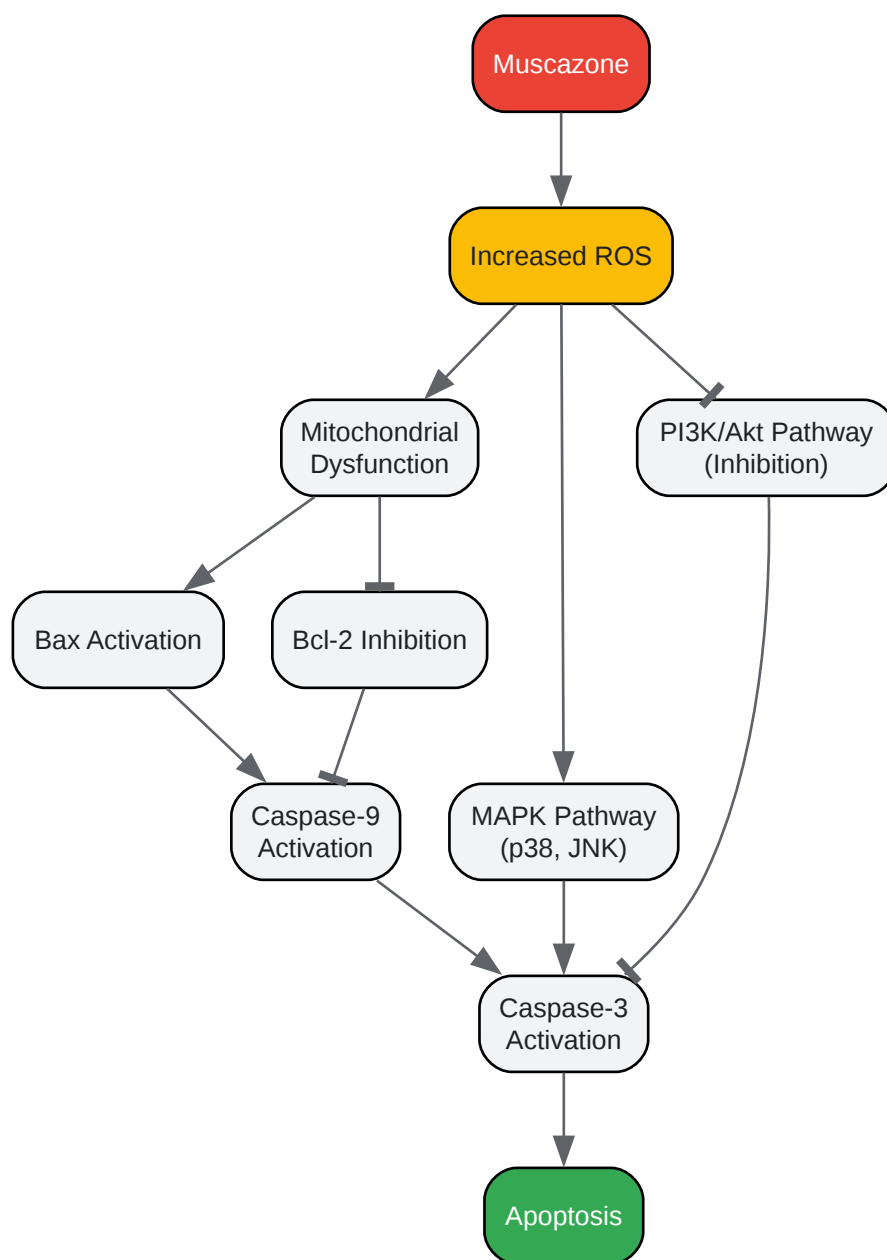 Muscazone
Increased ROS
Mitochondrial
Dysfunction
PI3K/Akt Pathway
(Inhibition)
Bax Activation
Bcl-2 Inhibition
Caspase-9
Activation
MAPK Pathway
(p38, JNK)
Caspase-3
Activation
Apoptosis